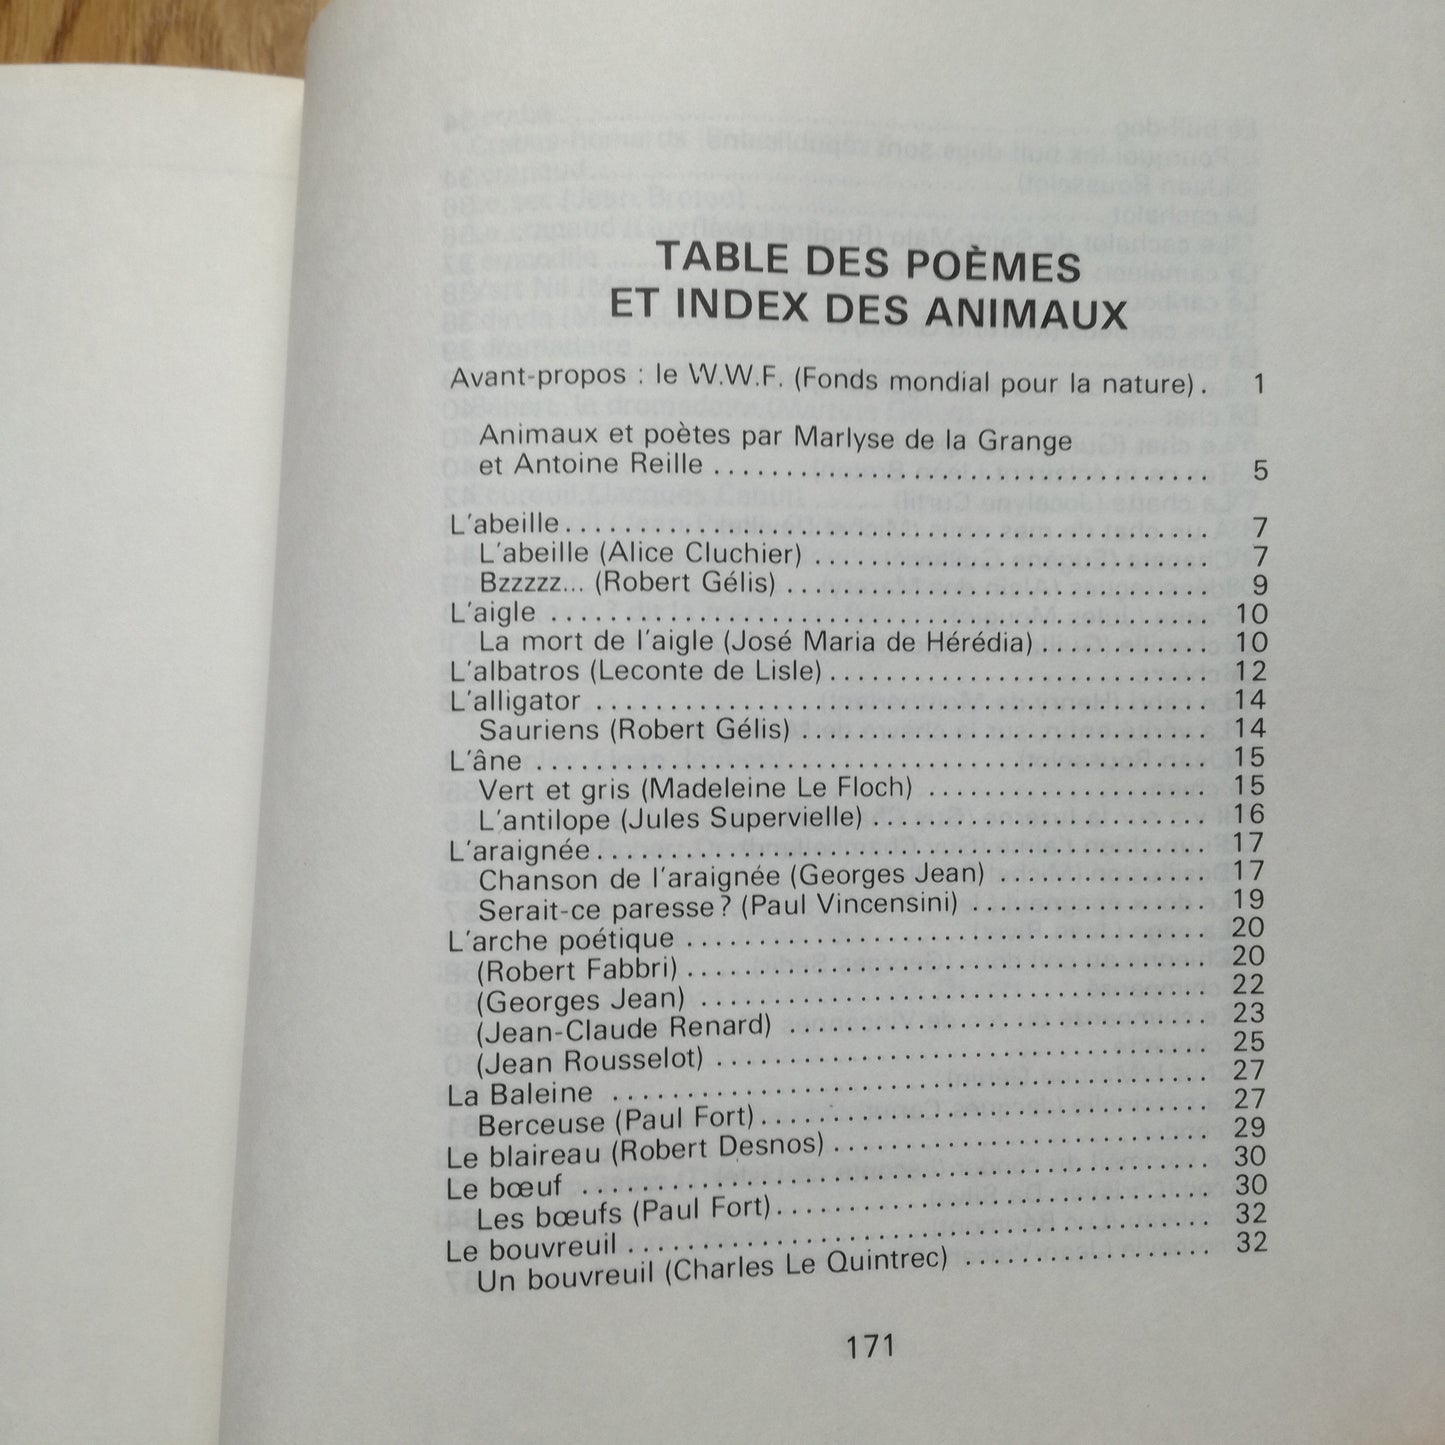 TABLE DES POÈMES
ET INDEX DES ANIMAUX
Avant-propos : le W.W.F. (Fonds mondial pour la nature) . 1
Animaux et poètes par Marlyse de la Grange
et Antoine Reille .................................. 5
L'abeille ........................................... 7
L'abeille (Alice Cluchier) ........................... 7
Bzzzzz... (Robert Gélis) ............................. 9
L'aigle ............................................ 10
La mort de l'aigle (José Maria de Hérédia) ............ 10
L'albatros (Leconte de Lisle) .......................... 12
L'alligator ......................................... 14
Sauriens (Robert Gélis) ............................ 14
L'âne ............................................. 15
Vert et gris (Madeleine Le Floch) .................... 15
L'antilope (Jules Supervielle) ....................... 16
L'araignée ......................................... 17
Chanson de l'araignée (Georges Jean) ............... 17
Serait-ce paresse ? (Paul Vincensini) ................. 19
L'arche poétique .................................... 20
(Robert Fabbri) .................................... 20
(Georges Jean) ................................... 22
(Jean-Claude Renard) ............................. 23
(Jean Rousselot) .................................. 25
La Baleine ......................................... 27
Berceuse (Paul Fort) ............................... 27
Le blaireau (Robert Desnos) .......................... 29
Le bœuf ........................................... 30
Les bœufs (Paul Fort) .............................. 30
Le bouvreuil ........................................ 32
Un bouvreuil (Charles Le Quintrec) .................. 32
171